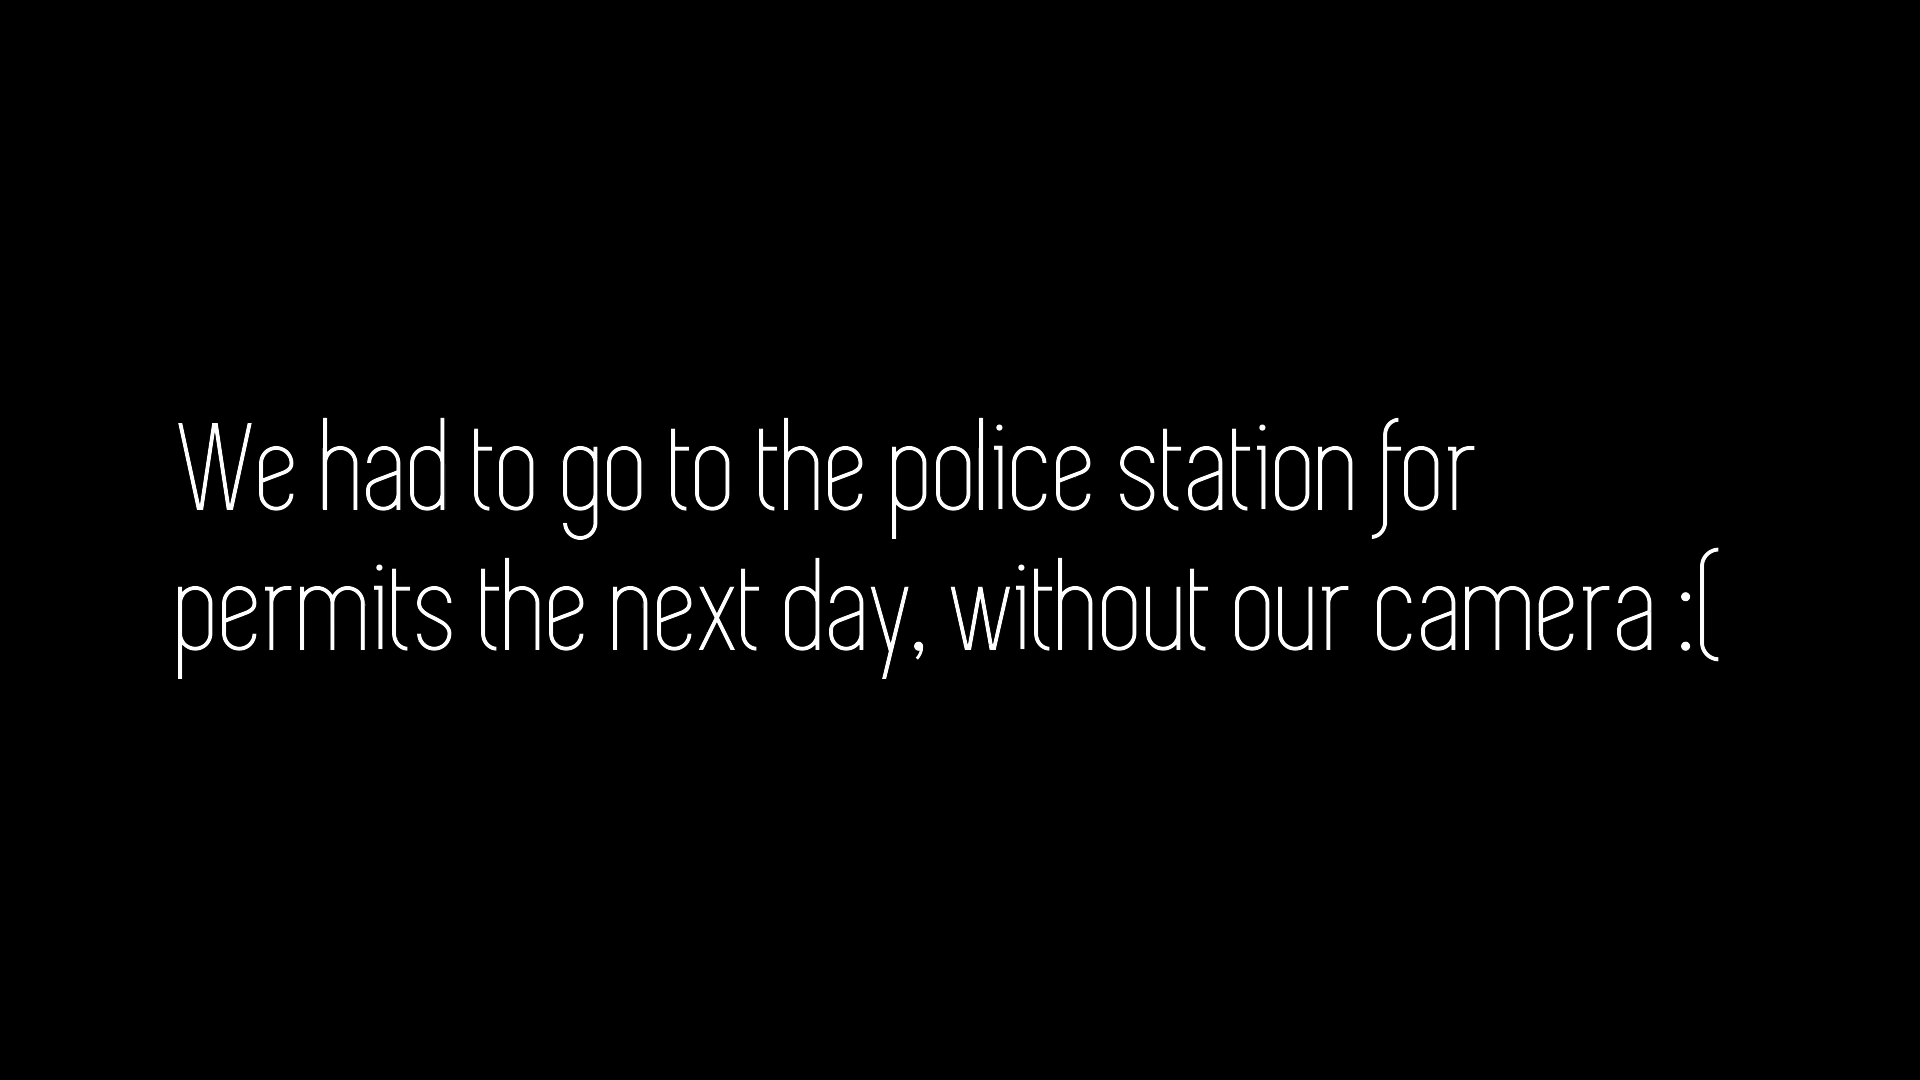 We had to go to the police station for
permits the next day, without our camera :(